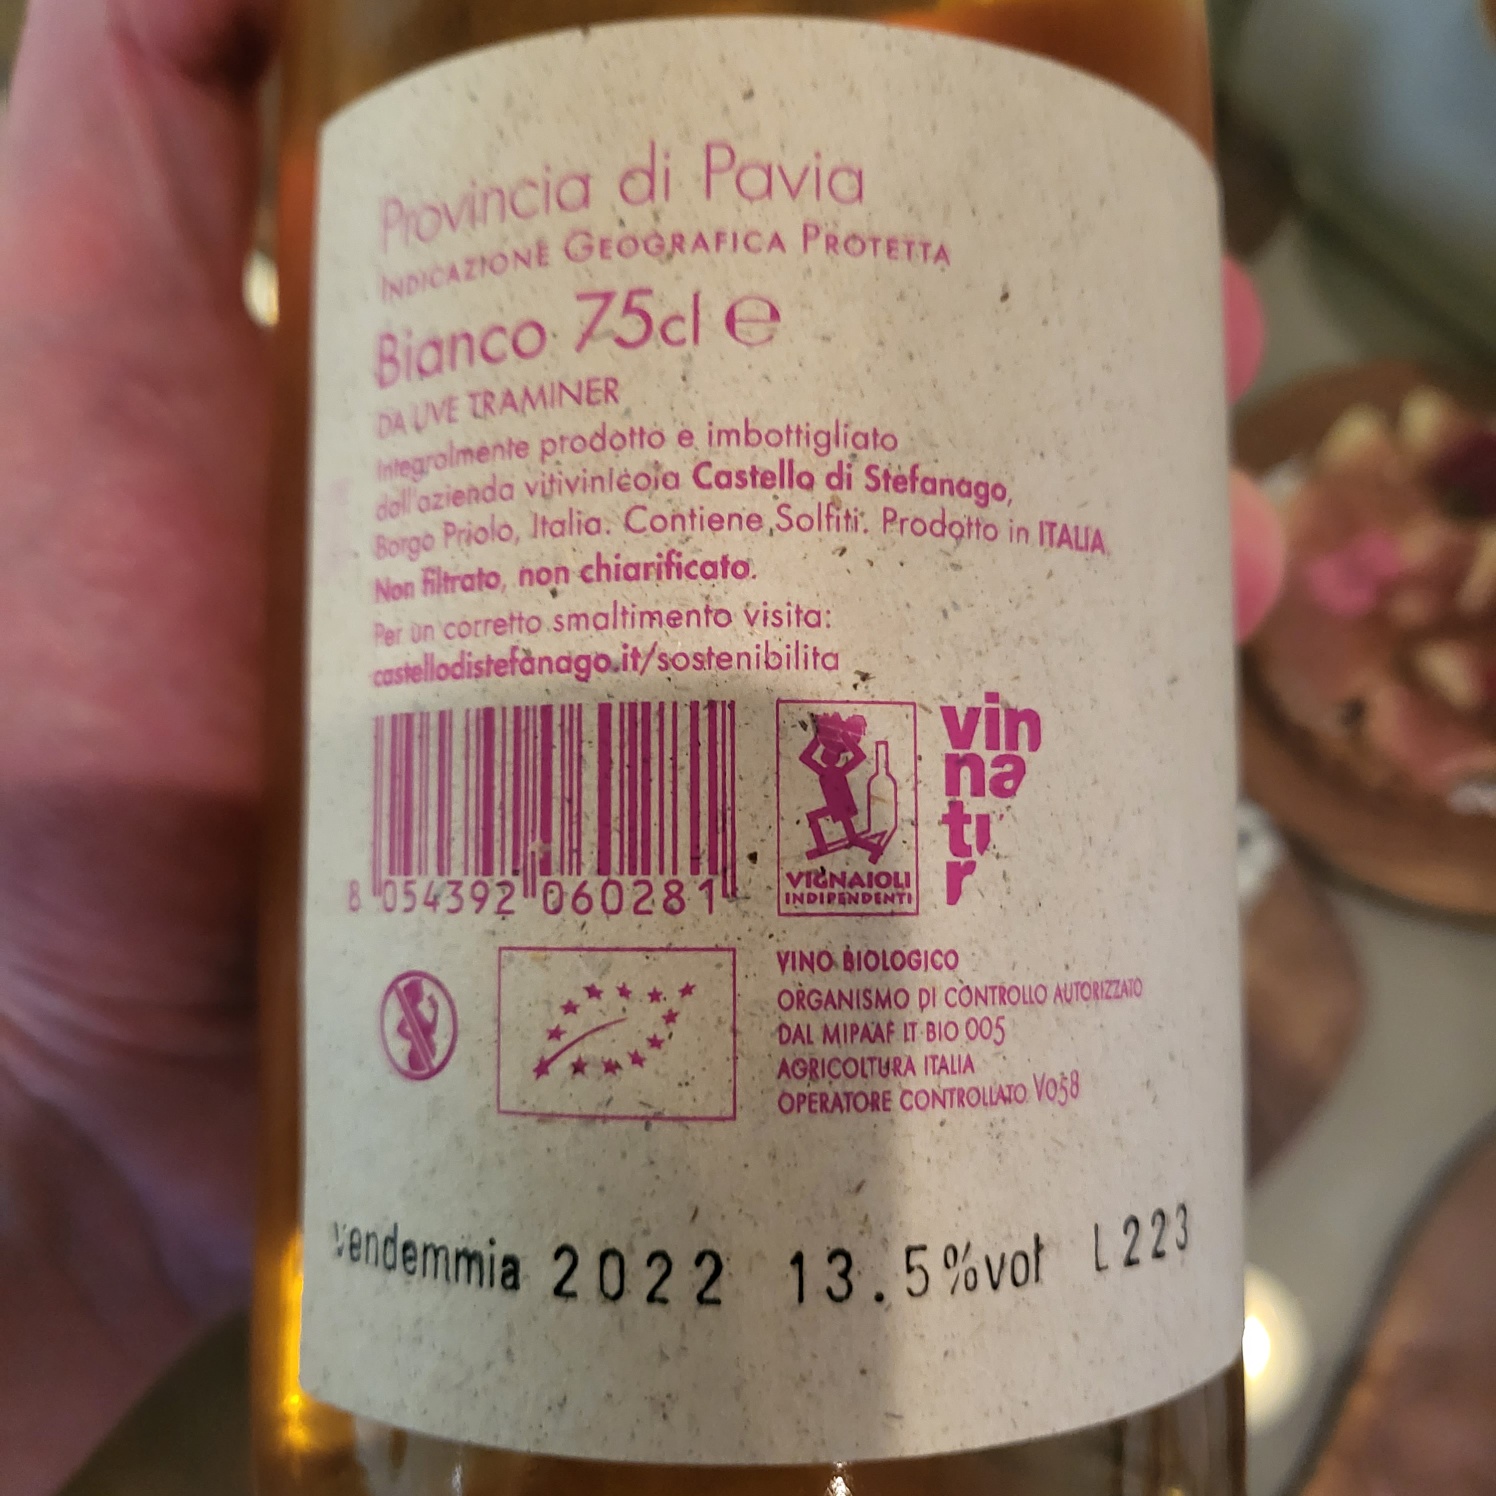 Provincia di Pavia
INDICAZIONE GEOGRAFICA PROTETTA
Bianco 75cl ℮
DA UVE TRAMINER
Integralmente prodotto e imbottigliato
dall'azienda vitivinicola Castello di Stefanago,
Borgo Priolo, Italia. Contiene Solfiti. Prodotto in ITALIA.
Non filtrato, non chiarificato.
Per un corretto smaltimento visita:
castellodistefanago.it/sostenibilita
8 054392 060281
VIGNAIOLI
INDIPENDENTI
vin
na
tu
r
VINO BIOLOGICO
ORGANISMO DI CONTROLLO AUTORIZZATO
DAL MIPAAF IT BIO 005
AGRICOLTURA ITALIA
OPERATORE CONTROLLATO V058
Vendemmia 2022 13.5%vol L223